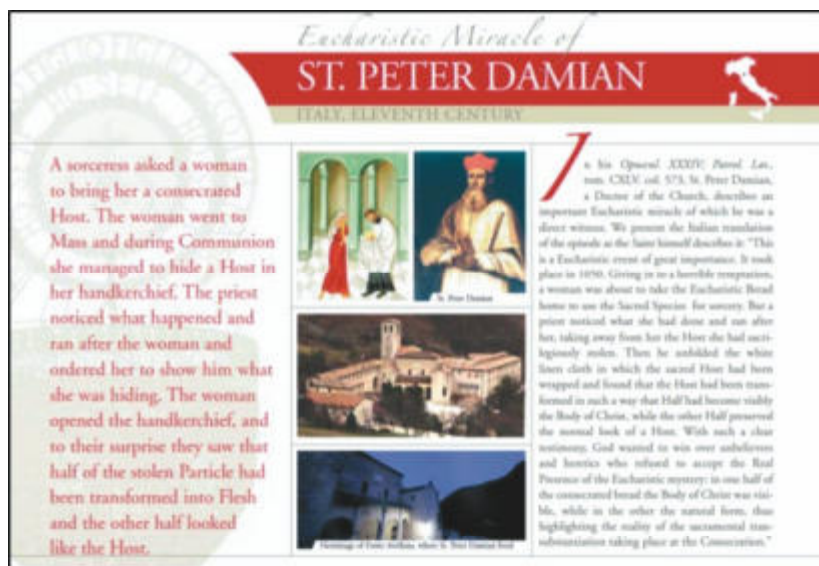 Eucharistic Miracle of
ST. PETER DAMIAN
ITALY, ELEVENTH CENTURY
A sorceress asked a woman
to bring her a consecrated
Host. The woman went to
Mass and during Communion
she managed to hide a Host in
her handkerchief. The priest
noticed what happened and
ran after the woman and
ordered her to show him what
she was hiding. The woman
opened the handkerchief, and
to their surprise they saw that
half of the stolen Particle had
been transformed into Flesh
and the other half looked
like the Host.
St. Peter Damian
Hermitage of Fonte Avellana, where St. Peter Damian lived
In his Opuscul. XXXIV; Patrol. Lat.,
tom. CXLV. col. 573, St. Peter Damian,
a Doctor of the Church, describes an
important Eucharistic miracle of which he was a
direct witness. We present the Italian translation
of the episode as the Saint himself describes it: "This
is a Eucharistic event of great importance. It took
place in 1050. Giving in to a horrible temptation,
a woman was about to take the Eucharistic Bread
home to use the Sacred Species for sorcery. But a
priest noticed what she had done and ran after
her, taking away from her the Host she had sacri-
legiously stolen. Then he unfolded the white
linen cloth in which the sacred Host had been
wrapped and found that the Host had been trans-
formed in such a way that Half had become visibly
the Body of Christ, while the other Half preserved
the normal look of a Host. With such a clear
testimony, God wanted to win over unbelievers
and heretics who refused to accept the Real
Presence of the Eucharistic mystery: in one half of
the consecrated bread the Body of Christ was visi-
ble, while in the other the natural form, thus
highlighting the reality of the sacramental tran-
substantiation taking place at the Consecration."